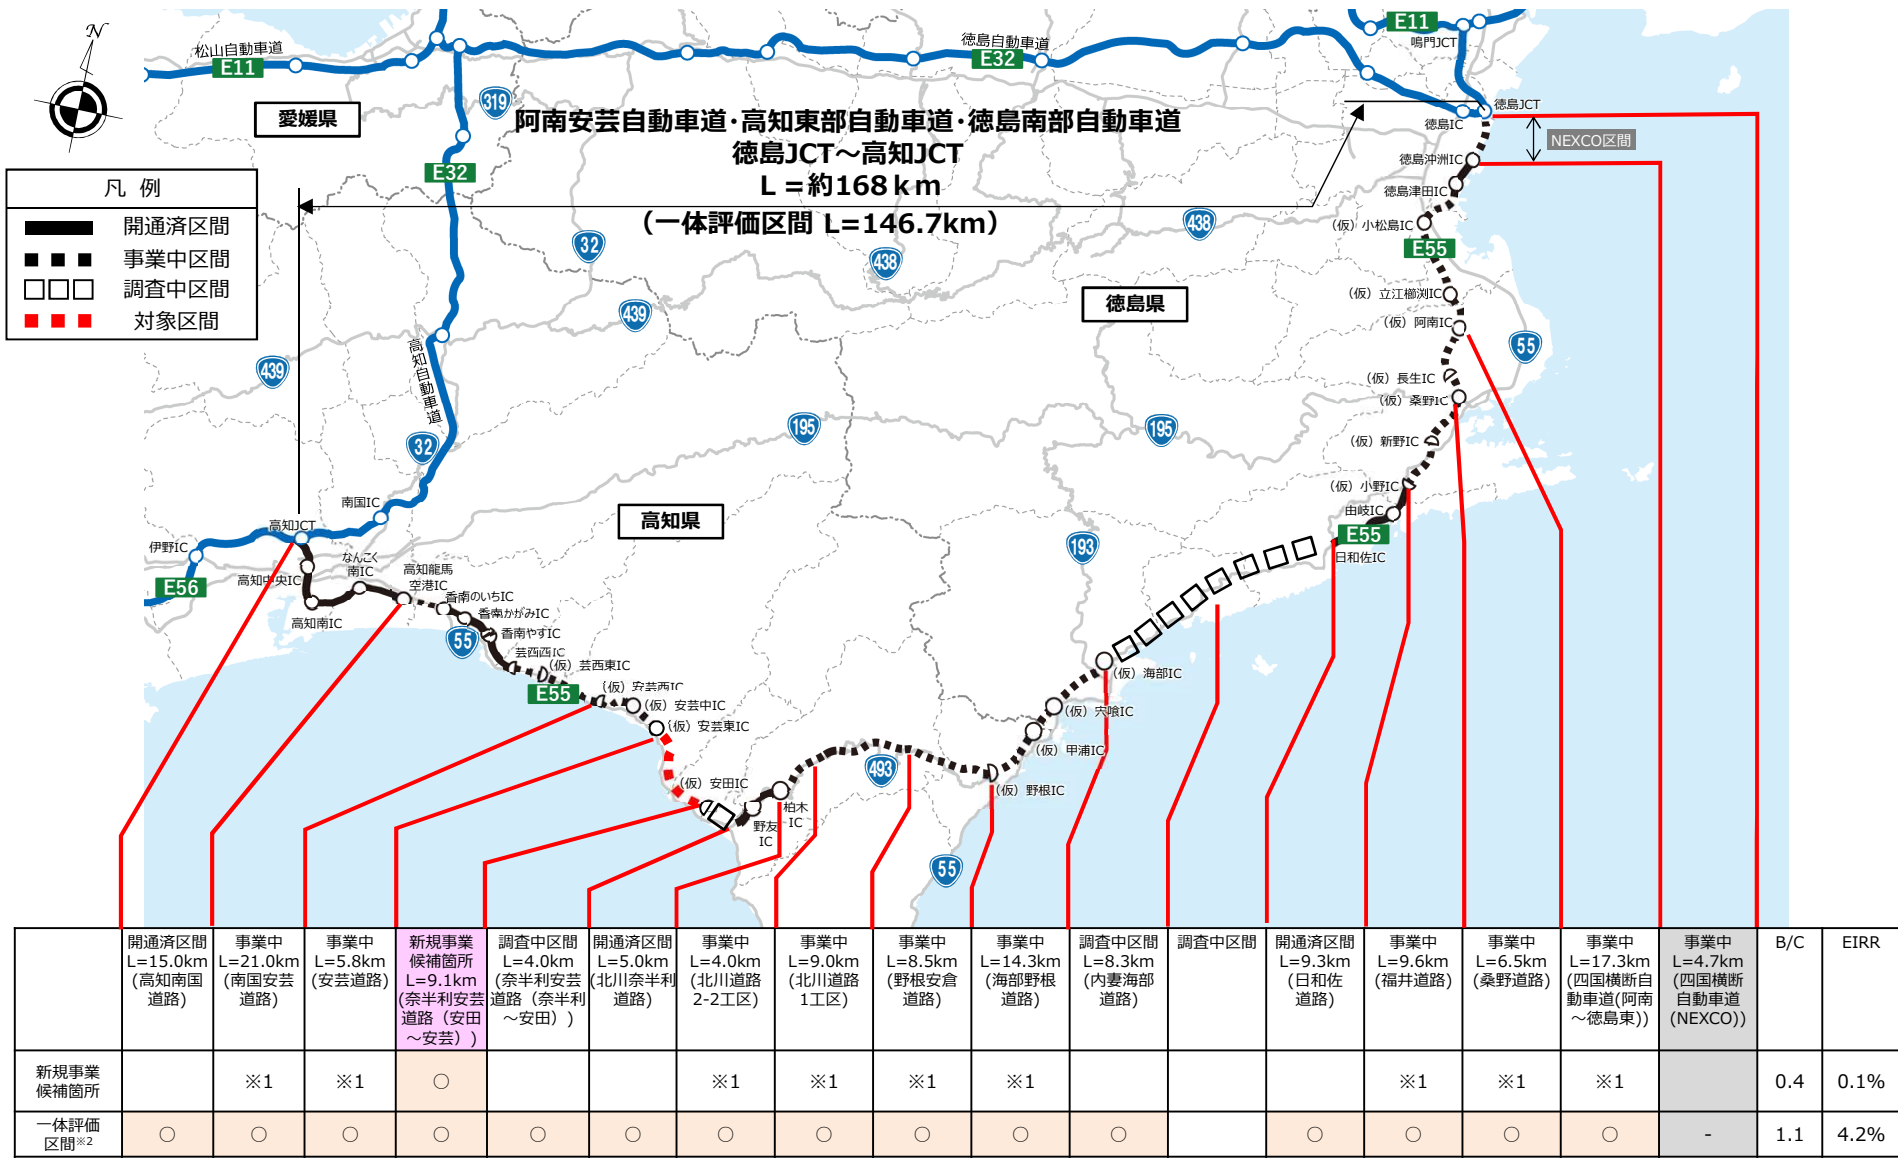 N
松山自動車道
E11
愛媛県
319
徳島自動車道
E32
E11
鳴門JCT
徳島JCT
徳島IC
NEXCO区間
阿南安芸自動車道･高知東部自動車道･徳島南部自動車道
徳島JCT～高知JCT
L＝約168ｋｍ
（一体評価区間 L=146.7km）
凡 例
開通済区間
事業中区間
調査中区間
対象区間
E32
32
438
438
439
439
徳島沖洲IC
徳島津田IC
（仮）小松島IC
E55
（仮）立江櫛渕IC
（仮）阿南IC
55
（仮）長生IC
（仮）桑野IC
（仮）新野IC
（仮）小野IC
由岐IC
E55
日和佐IC
徳島県
高知自動車道
32
195
195
193
高知県
南国IC
高知JCT
伊野IC
E56
高知中央IC
なんこく
南IC
高知南IC
高知龍馬
空港IC
香南のいちIC
香南かがみIC
55
香南やすIC
芸西西IC
（仮）芸西東IC
E55
（仮）安芸西IC
（仮）安芸中IC
（仮）安芸東IC
（仮）安田IC
野友
IC
柏木
IC
493
55
（仮）野根IC
（仮）甲浦IC
（仮）宍喰IC
（仮）海部IC
開通済区間
L=15.0km
(高知南国
道路)
事業中
L=21.0km
(南国安芸
道路)
事業中
L=5.8km
(安芸道路)
新規事業
候補箇所
L=9.1km
(奈半利安芸
道路（安田
～安芸）)
調査中区間
L=4.0km
(奈半利安芸
道路（奈半利
～安田）)
開通済区間
L=5.0km
(北川奈半利
道路)
事業中
L=4.0km
(北川道路
2-2工区)
事業中
L=9.0km
(北川道路
1工区)
事業中
L=8.5km
(野根安倉
道路)
事業中
L=14.3km
(海部野根
道路)
調査中区間
L=8.3km
(内妻海部
道路)
調査中区間
開通済区間
L=9.3km
(日和佐
道路)
事業中
L=9.6km
(福井道路)
事業中
L=6.5km
(桑野道路)
事業中
L=17.3km
(四国横断自
動車道(阿南
～徳島東))
事業中
L=4.7km
(四国横断
自動車道
(NEXCO))
B/C
EIRR
新規事業
候補箇所
※1 ※1 ○ ※1 ※1 ※1 ※1 ※1 ※1 ※1 0.4 0.1%
一体評価
区間※2
○ ○ ○ ○ ○ ○ ○ ○ ○ ○ ○ ○ ○ ○ ○ - 1.1 4.2%